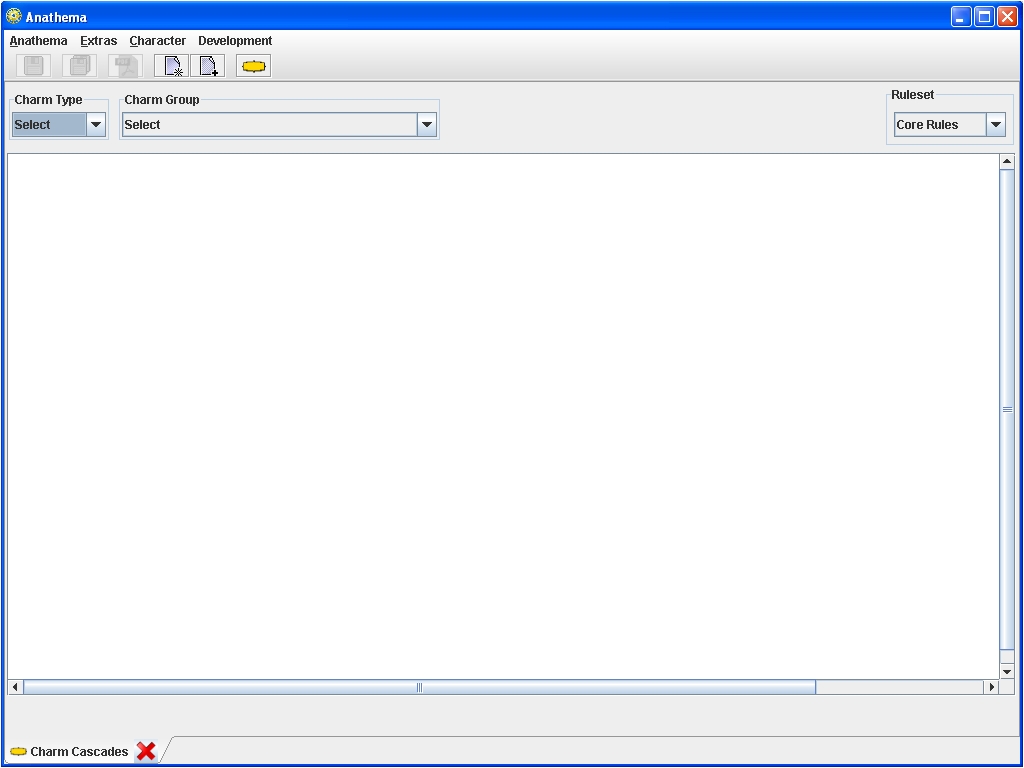 Anathema
Anathema Extras Character Development
Charm Type Charm Group Ruleset
Select Select Core Rules
Charm Cascades